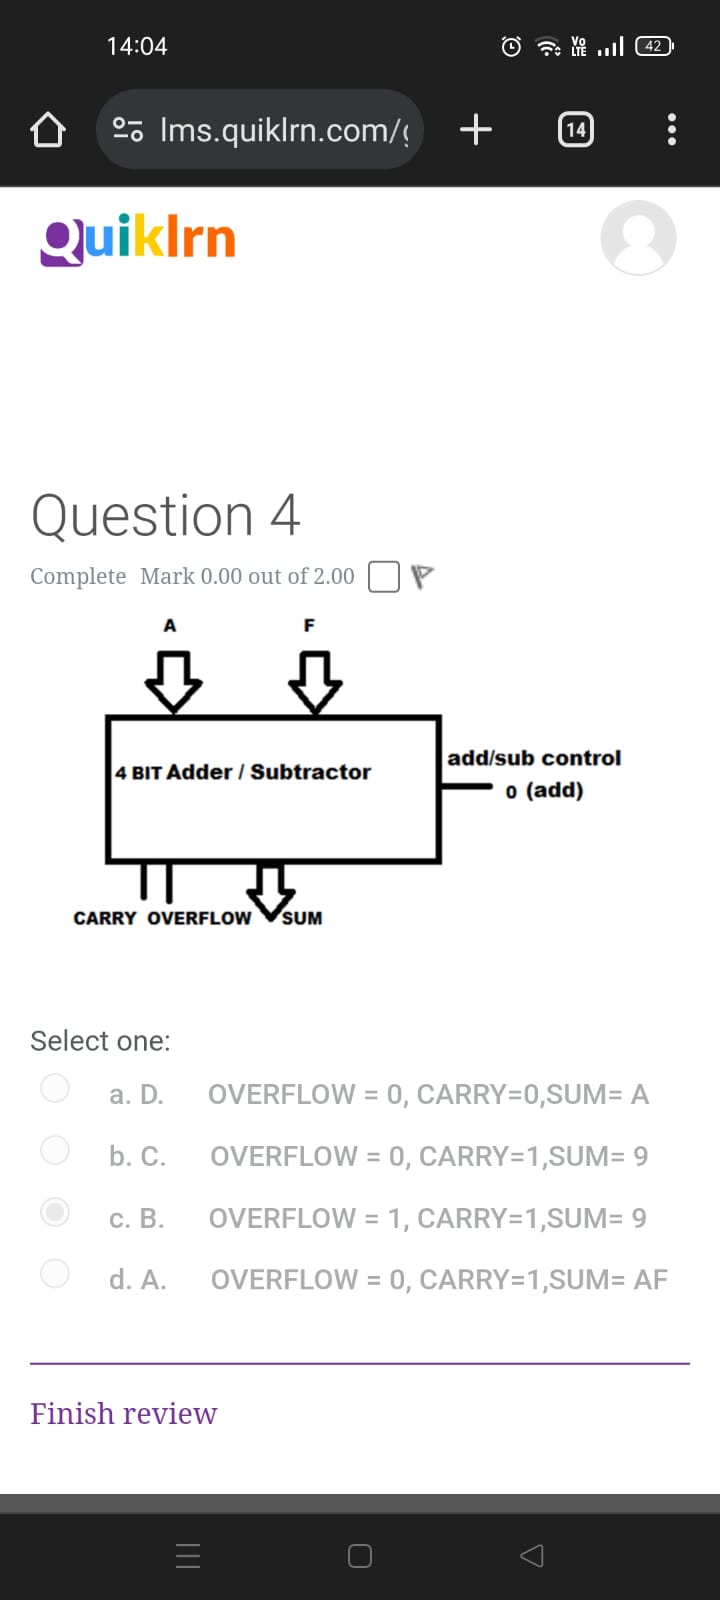 14:04
Vo LTE 42
lms.quiklrn.com/
14
Quiklrn
Question 4
Complete Mark 0.00 out of 2.00
A F
4 BIT Adder / Subtractor
add/sub control
0 (add)
CARRY OVERFLOW SUM
Select one:
a. D. OVERFLOW = 0, CARRY=0,SUM= A
b. C. OVERFLOW = 0, CARRY=1,SUM= 9
c. B. OVERFLOW = 1, CARRY=1,SUM= 9
d. A. OVERFLOW = 0, CARRY=1,SUM= AF
Finish review